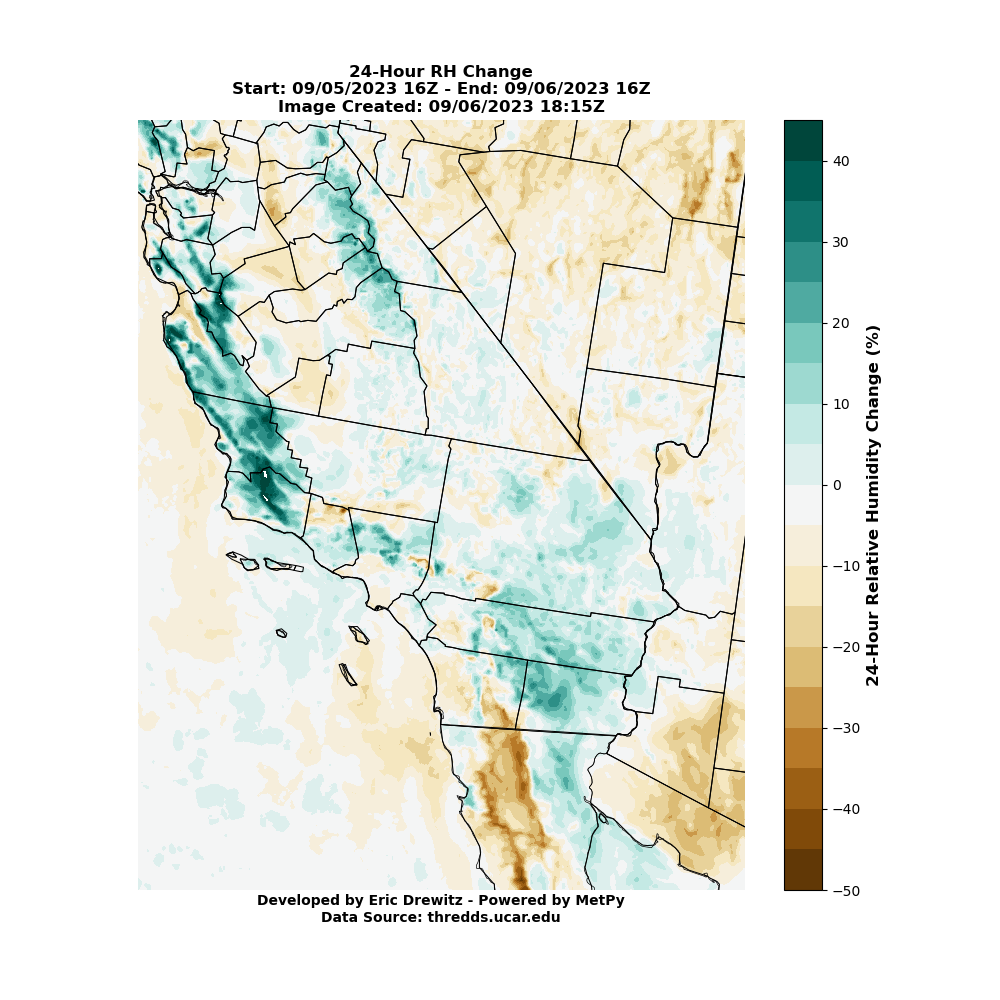 24-Hour RH Change
Start: 09/05/2023 16Z - End: 09/06/2023 16Z
Image Created: 09/06/2023 18:15Z
40
30
20
10
0
−10
−20
−30
−40
−50
24-Hour Relative Humidity Change (%)
Developed by Eric Drewitz - Powered by MetPy
Data Source: thredds.ucar.edu